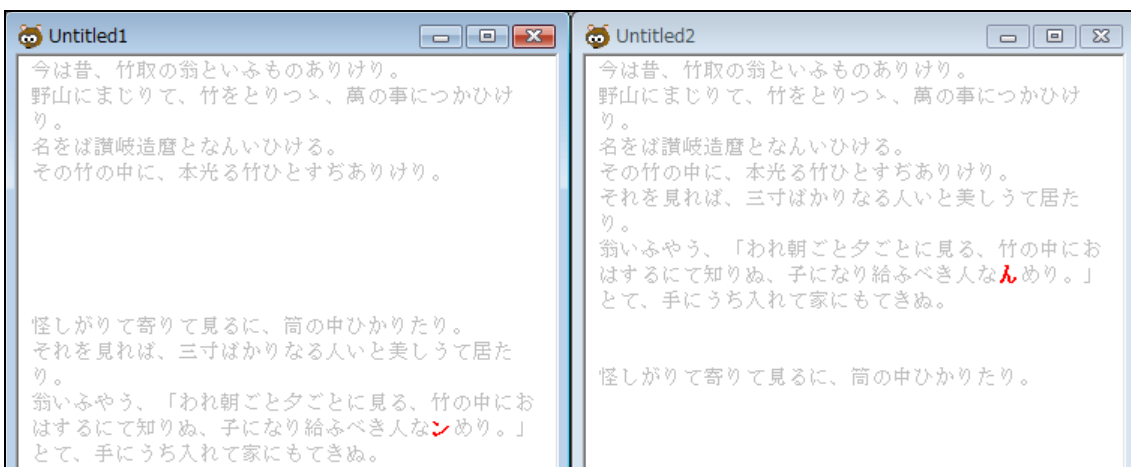 Untitled1
今は昔、竹取の翁といふものありけり。
野山にまじりて、竹をとりつゝ、萬の事につかひけ
り。
名をば讃岐造麿となんいひける。
その竹の中に、本光る竹ひとすぢありけり。
怪しがりて寄りて見るに、筒の中ひかりたり。
それを見れば、三寸ばかりなる人いと美しうて居た
り。
翁いふやう、「われ朝ごと夕ごとに見る、竹の中にお
はするにて知りぬ、子になり給ふべき人なンめり。」
とて、手にうち入れて家にもてきぬ。
Untitled2
今は昔、竹取の翁といふものありけり。
野山にまじりて、竹をとりつゝ、萬の事につかひけ
り。
名をば讃岐造麿となんいひける。
その竹の中に、本光る竹ひとすぢありけり。
それを見れば、三寸ばかりなる人いと美しうて居た
り。
翁いふやう、「われ朝ごと夕ごとに見る、竹の中にお
はするにて知りぬ、子になり給ふべき人なんめり。」
とて、手にうち入れて家にもてきぬ。
怪しがりて寄りて見るに、筒の中ひかりたり。